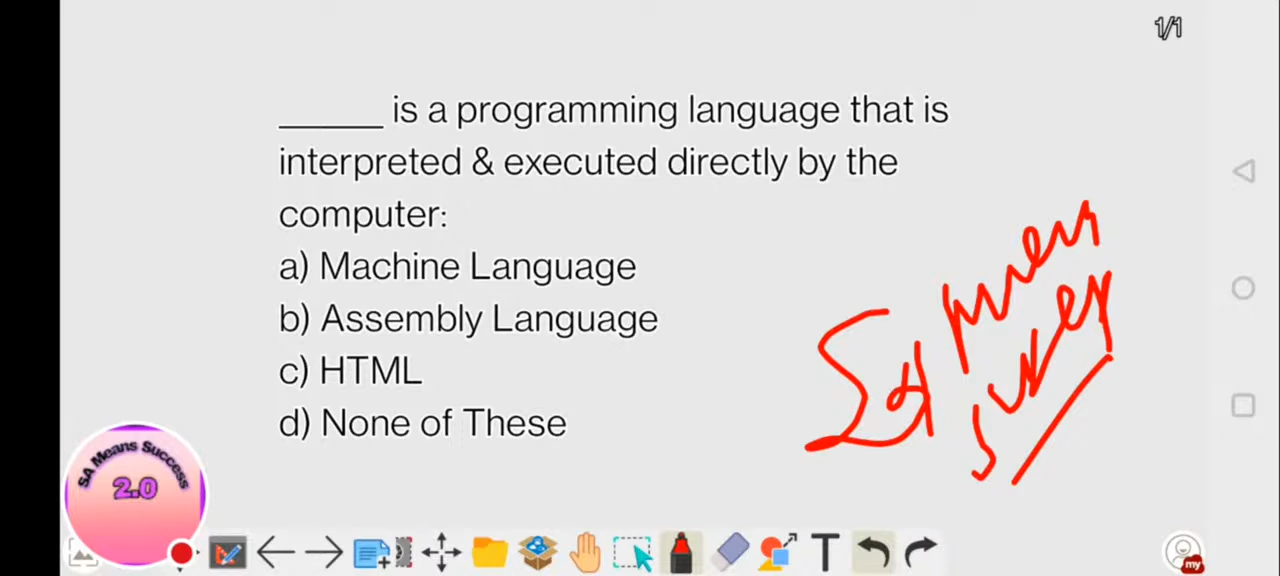 1/1
______ is a programming language that is
interpreted & executed directly by the
computer:
a) Machine Language
b) Assembly Language
c) HTML
d) None of These
SA Means Success
2.0
T
my